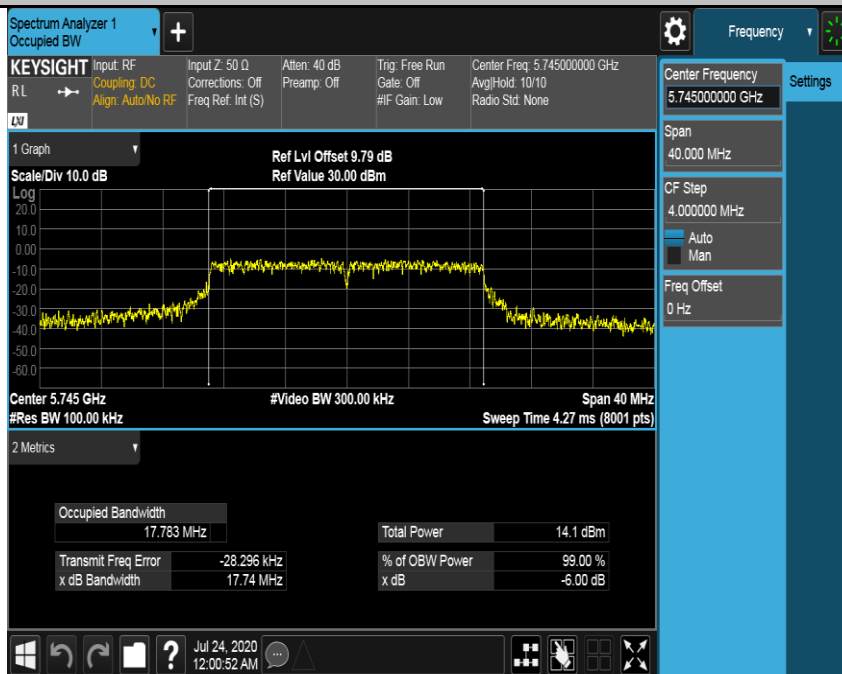 Spectrum Analyzer 1
Occupied BW
+
Frequency
KEYSIGHT
RL
LXI
Input: RF
Coupling: DC
Align: Auto/No RF
Input Z: 50 Ω
Corrections: Off
Freq Ref: Int (S)
Atten: 40 dB
Preamp: Off
Trig: Free Run
Gate: Off
#IF Gain: Low
Center Freq: 5.745000000 GHz
Avg|Hold: 10/10
Radio Std: None
1 Graph
Scale/Div 10.0 dB
Ref Lvl Offset 9.79 dB
Ref Value 30.00 dBm
Log
20.0
10.0
0.00
-10.0
-20.0
-30.0
-40.0
-50.0
-60.0
Center 5.745 GHz
#Res BW 100.00 kHz
#Video BW 300.00 kHz
Span 40 MHz
Sweep Time 4.27 ms (8001 pts)
2 Metrics
Occupied Bandwidth
17.783 MHz
Transmit Freq Error -28.296 kHz
x dB Bandwidth 17.74 MHz
Total Power 14.1 dBm
% of OBW Power 99.00 %
x dB -6.00 dB
Center Frequency
5.745000000 GHz
Span
40.000 MHz
CF Step
4.000000 MHz
Auto
Man
Freq Offset
0 Hz
Settings
?
Jul 24, 2020
12:00:52 AM